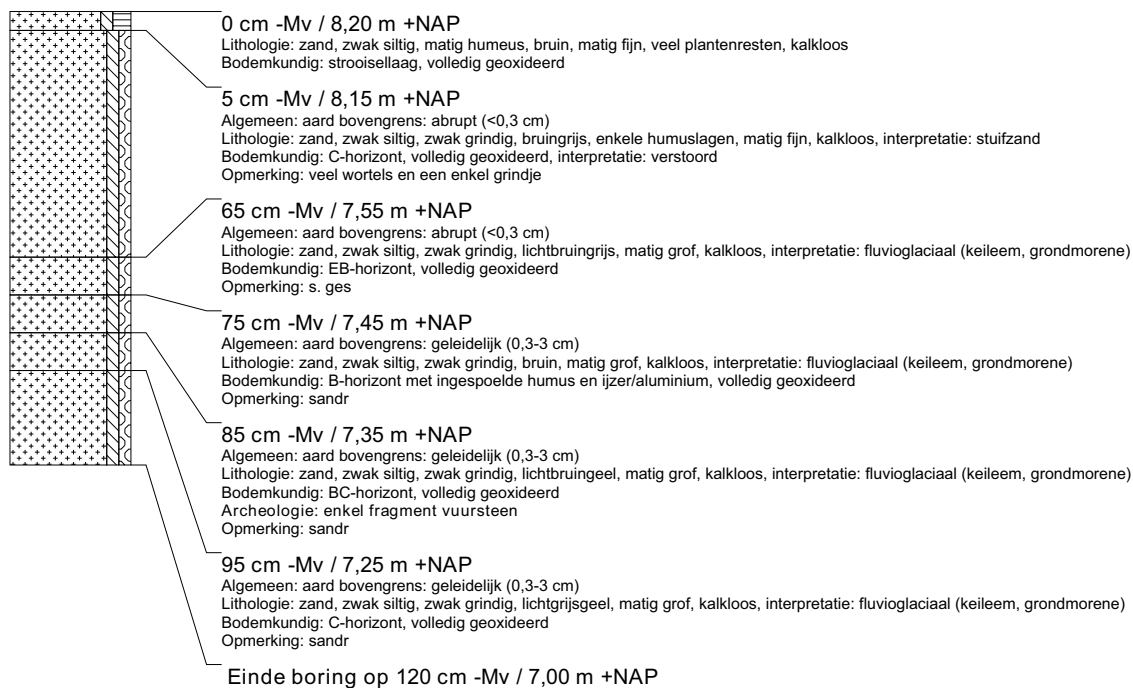 0 cm -Mv / 8,20 m +NAP
Lithologie: zand, zwak siltig, matig humeus, bruin, matig fijn, veel plantenresten, kalkloos
Bodemkundig: strooisellaag, volledig geoxideerd
5 cm -Mv / 8,15 m +NAP
Algemeen: aard bovengrens: abrupt (<0,3 cm)
Lithologie: zand, zwak siltig, zwak grindig, bruingrijs, enkele humuslagen, matig fijn, kalkloos, interpretatie: stuifzand
Bodemkundig: C-horizont, volledig geoxideerd, interpretatie: verstoord
Opmerking: veel wortels en een enkel grindje
65 cm -Mv / 7,55 m +NAP
Algemeen: aard bovengrens: abrupt (<0,3 cm)
Lithologie: zand, zwak siltig, zwak grindig, lichtbruingrijs, matig grof, kalkloos, interpretatie: fluvioglaciaal (keileem, grondmorene)
Bodemkundig: EB-horizont, volledig geoxideerd
Opmerking: s. ges
75 cm -Mv / 7,45 m +NAP
Algemeen: aard bovengrens: geleidelijk (0,3-3 cm)
Lithologie: zand, zwak siltig, zwak grindig, bruin, matig grof, kalkloos, interpretatie: fluvioglaciaal (keileem, grondmorene)
Bodemkundig: B-horizont met ingespoelde humus en ijzer/aluminium, volledig geoxideerd
Opmerking: sandr
85 cm -Mv / 7,35 m +NAP
Algemeen: aard bovengrens: geleidelijk (0,3-3 cm)
Lithologie: zand, zwak siltig, zwak grindig, lichtbruingeel, matig grof, kalkloos, interpretatie: fluvioglaciaal (keileem, grondmorene)
Bodemkundig: BC-horizont, volledig geoxideerd
Archeologie: enkel fragment vuursteen
Opmerking: sandr
95 cm -Mv / 7,25 m +NAP
Algemeen: aard bovengrens: geleidelijk (0,3-3 cm)
Lithologie: zand, zwak siltig, zwak grindig, lichtgrijsgeel, matig grof, kalkloos, interpretatie: fluvioglaciaal (keileem, grondmorene)
Bodemkundig: C-horizont, volledig geoxideerd
Opmerking: sandr
Einde boring op 120 cm -Mv / 7,00 m +NAP